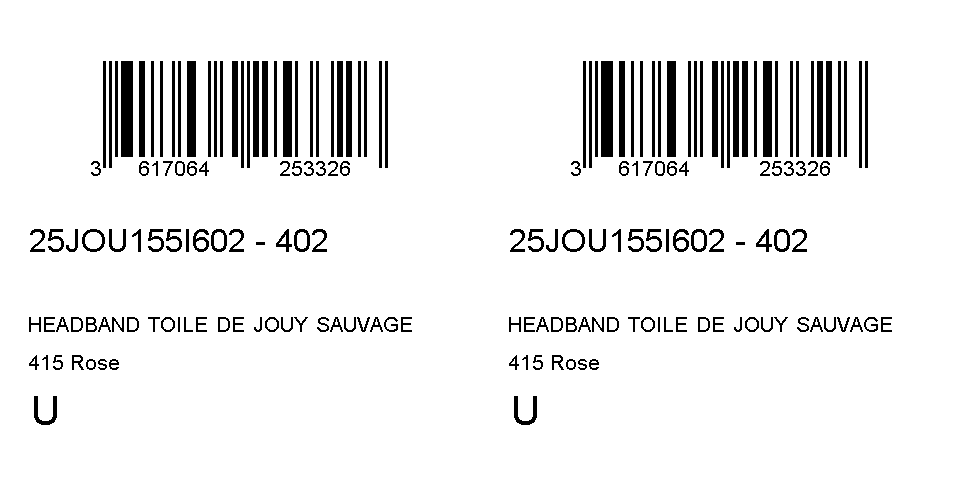 3 617064 253326
25JOU155I602 - 402
HEADBAND TOILE DE JOUY SAUVAGE
415 Rose
U
3 617064 253326
25JOU155I602 - 402
HEADBAND TOILE DE JOUY SAUVAGE
415 Rose
U